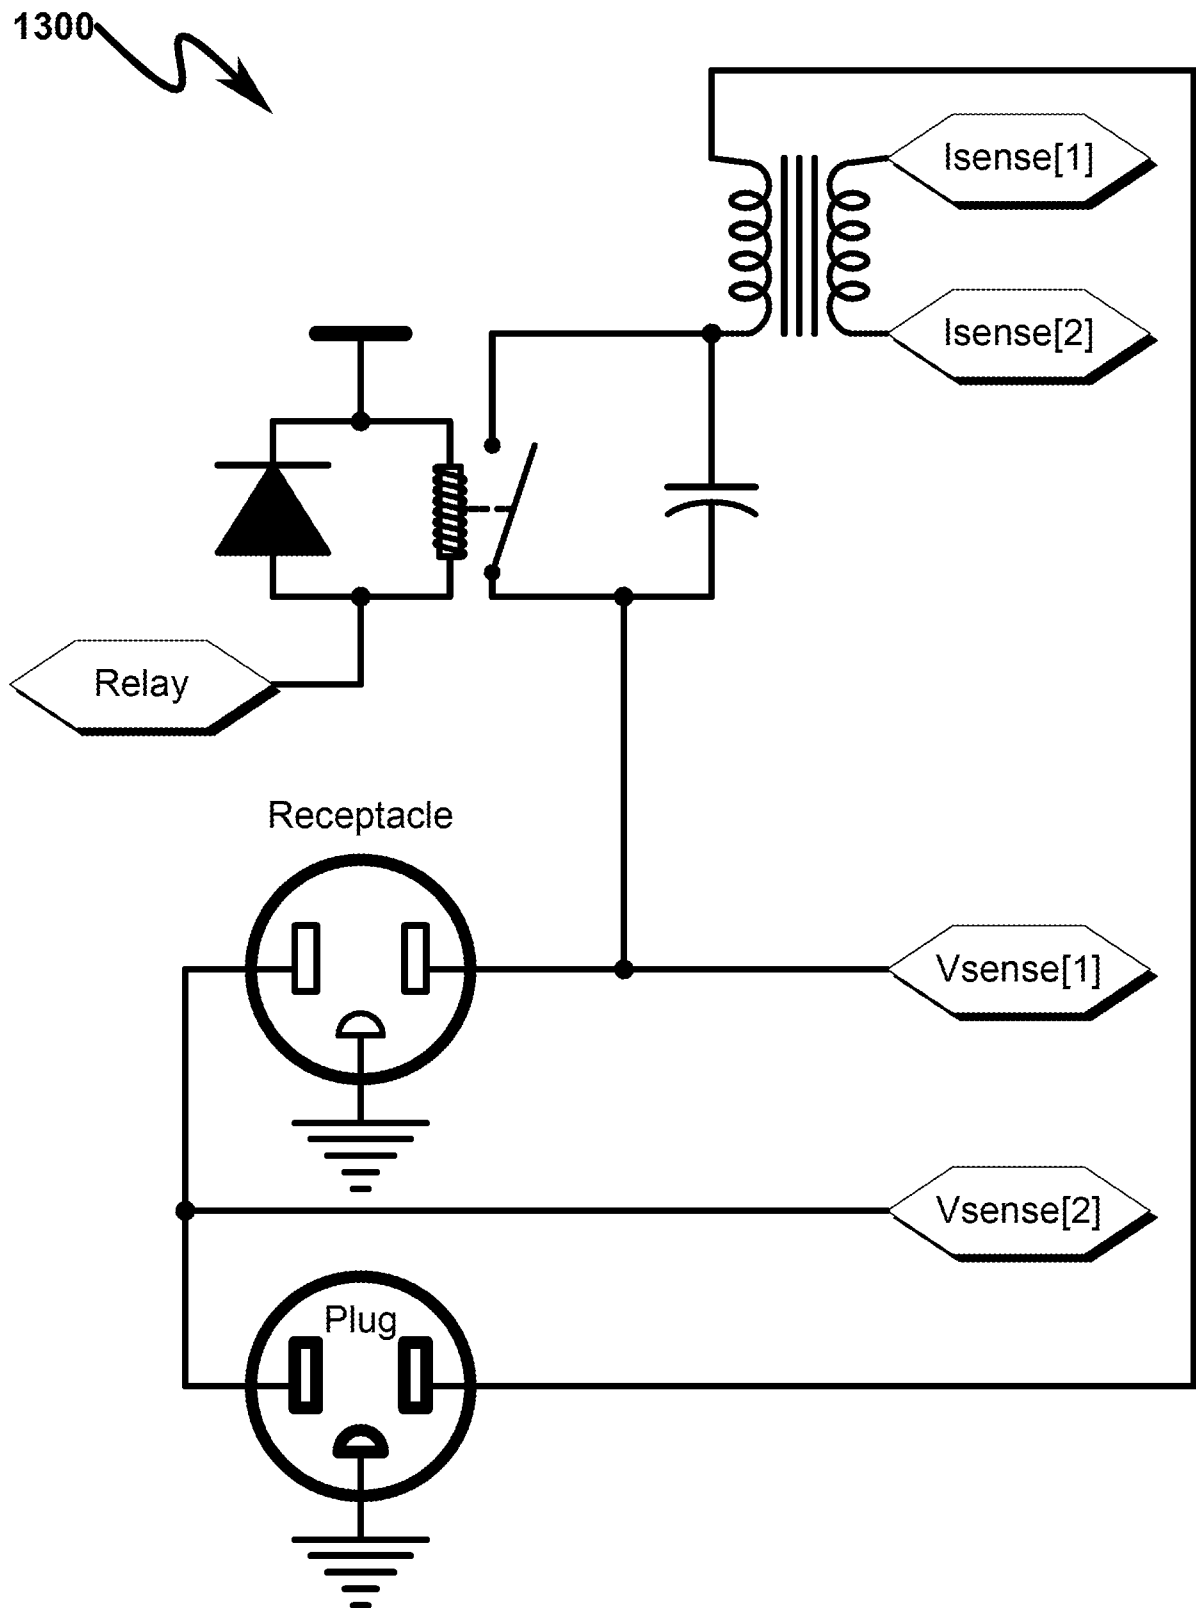 1300
Isense[1]
Isense[2]
Relay
Receptacle
Vsense[1]
Vsense[2]
Plug